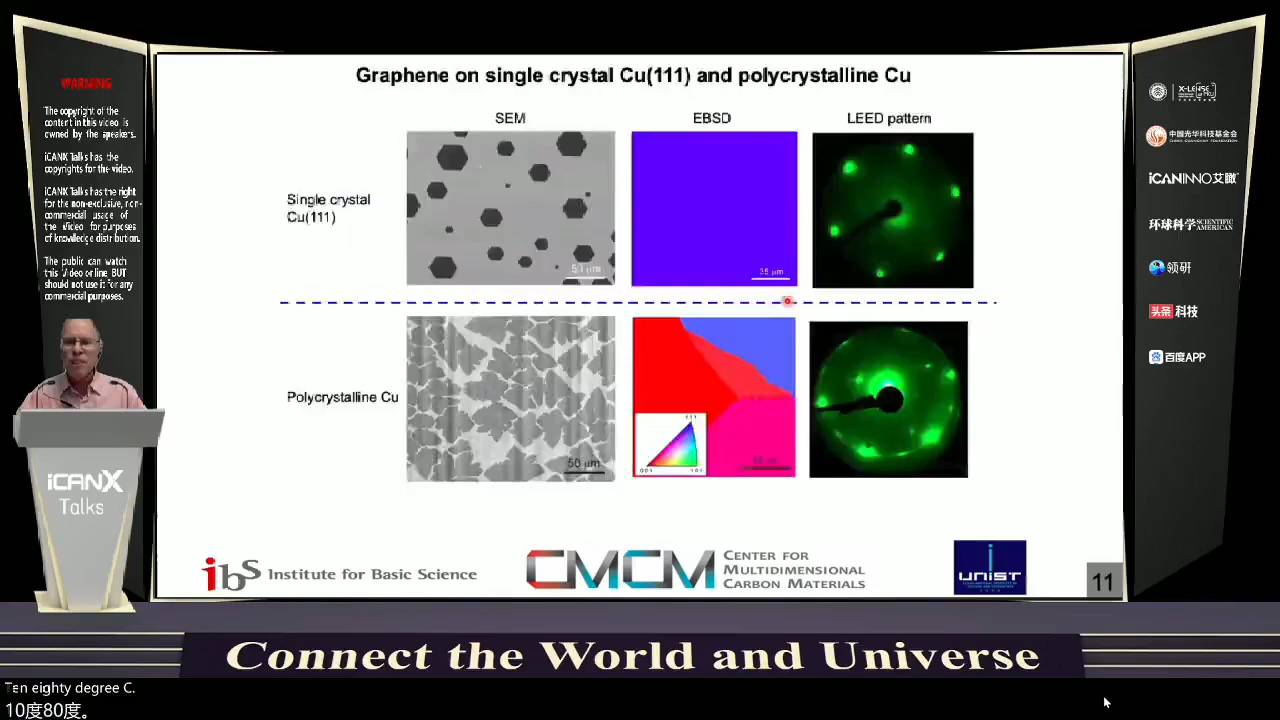 WARNING
The copyright of the
content in this video is
owned by the speakers.
iCANX Talks has the
copyrights for the video.
iCANX Talks has the right
for the non-exclusive, non-
commercial usage of
the Video for purposes
of knowledge distribution.
The public can watch
this Video online, BUT
should not use it for any
commercial purposes.
iCANX
Talks
Graphene on single crystal Cu(111) and polycrystalline Cu
SEM
EBSD
LEED pattern
Single crystal
Cu(111)
35 μm
Polycrystalline Cu
50 μm
ibs Institute for Basic Science
CMCM
CENTER FOR
MULTIDIMENSIONAL
CARBON MATERIALS
UNIST
11
中国光华科技基金会
iCANINNO艾瞰
环球科学 SCIENTIFIC
AMERICAN
领研
头条 科技
百度APP
Connect the World and Universe
Ten eighty degree C.
10度80度。